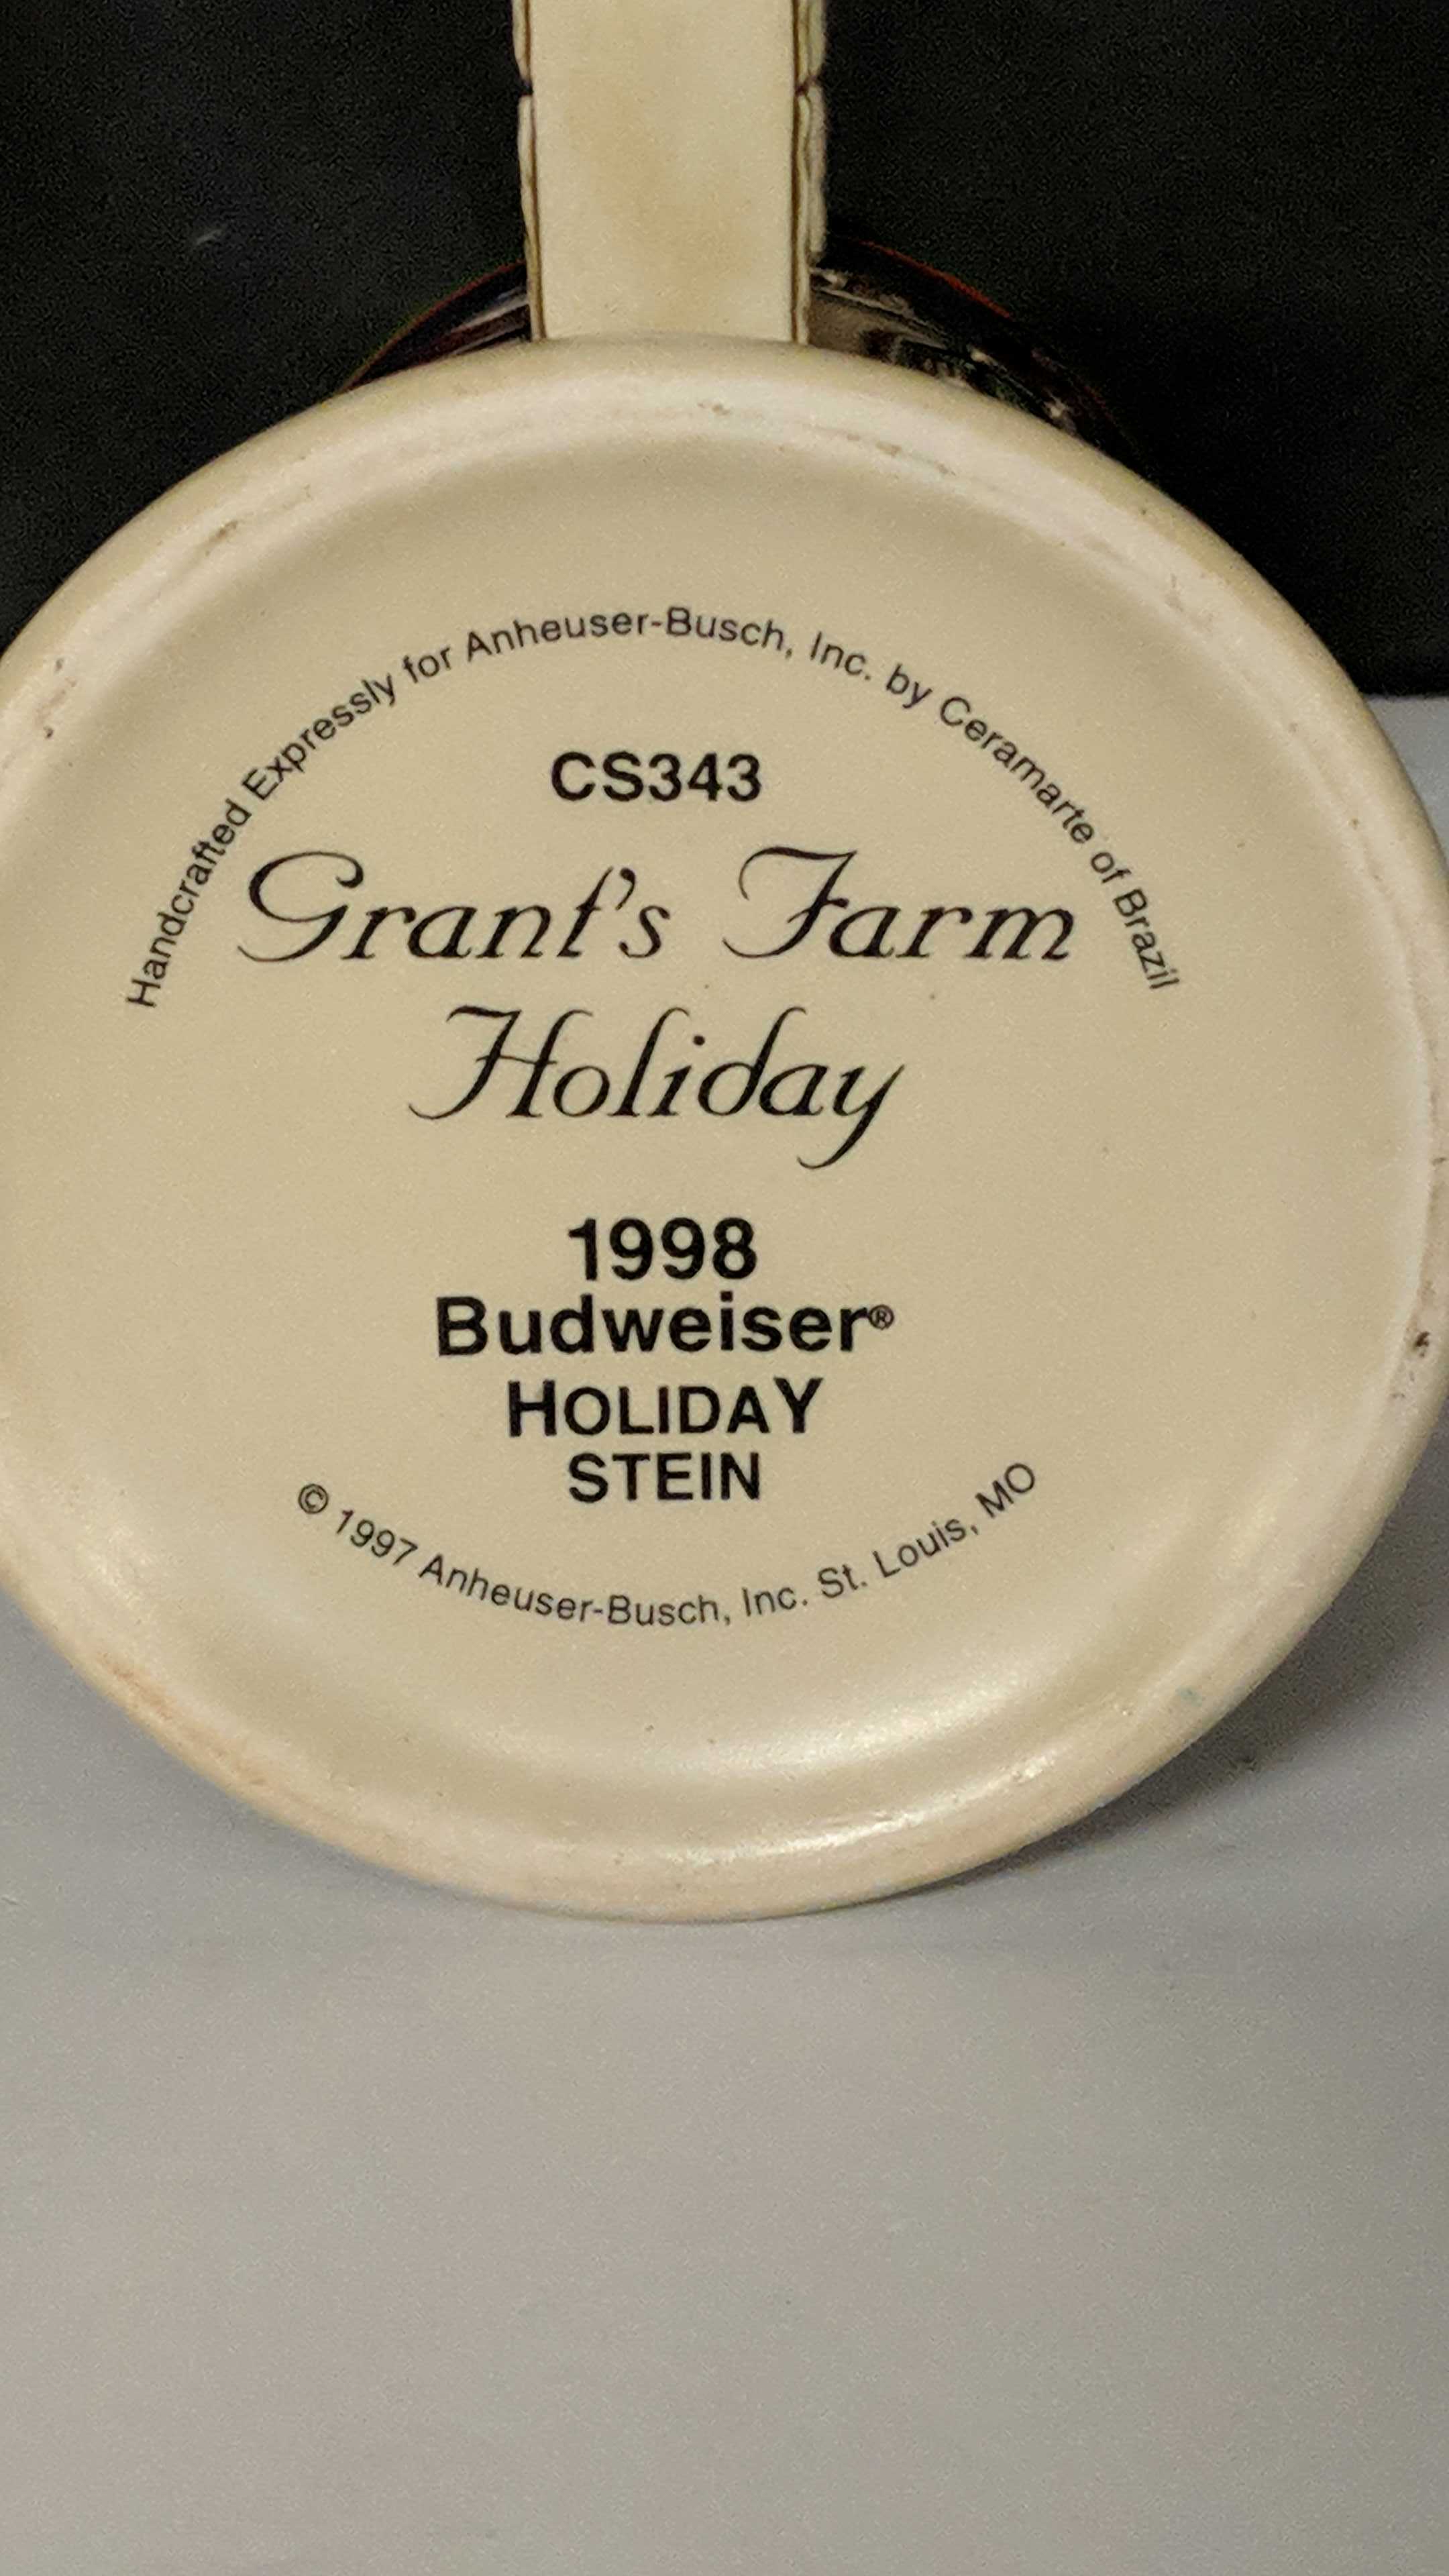 Handcrafted Expressly for Anheuser-Busch, Inc. by Ceramarte of Brazil
CS343
Grant's Farm
Holiday
1998
Budweiser®
HOLIDAY
STEIN
© 1997 Anheuser-Busch, Inc. St. Louis, MO